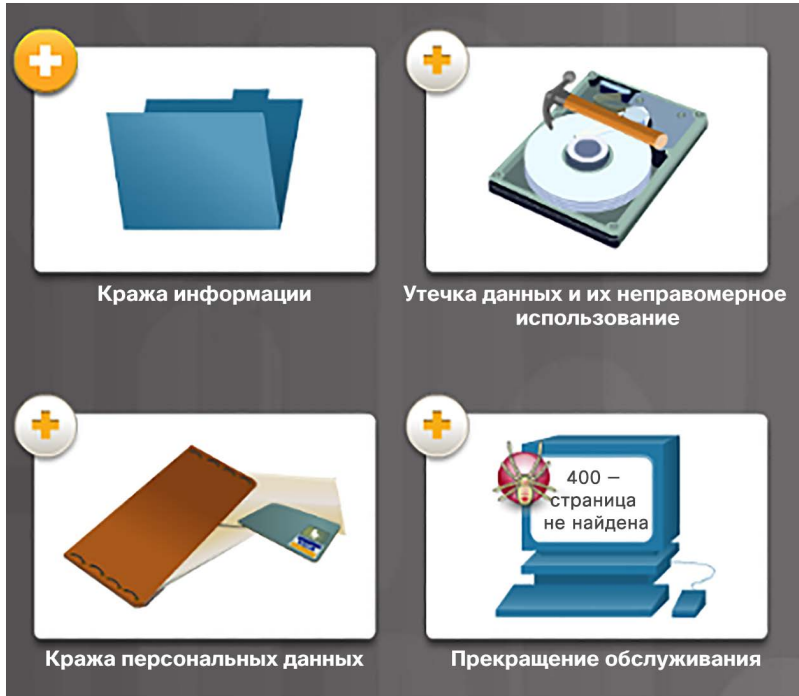 Кража информации
Утечка данных и их неправомерное
использование
400 –
страница
не найдена
Кража персональных данных
Прекращение обслуживания